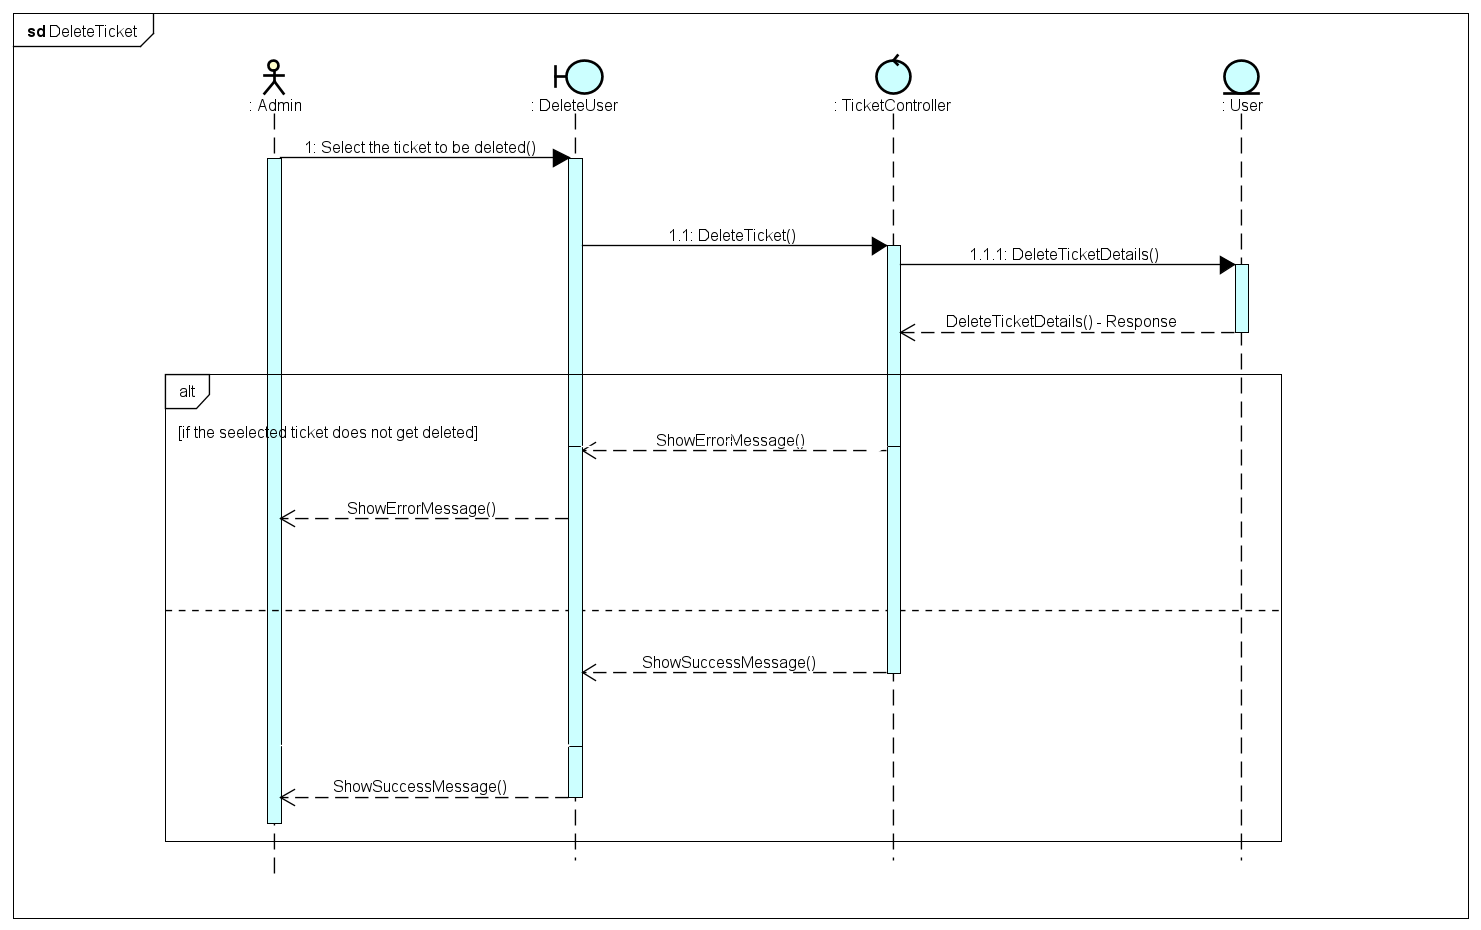 sd DeleteTicket
: Admin
: DeleteUser
: TicketController
: User
1: Select the ticket to be deleted()
1.1: DeleteTicket()
1.1.1: DeleteTicketDetails()
DeleteTicketDetails() - Response
alt
[if the seelected ticket does not get deleted]
ShowErrorMessage()
ShowErrorMessage()
ShowSuccessMessage()
ShowSuccessMessage()